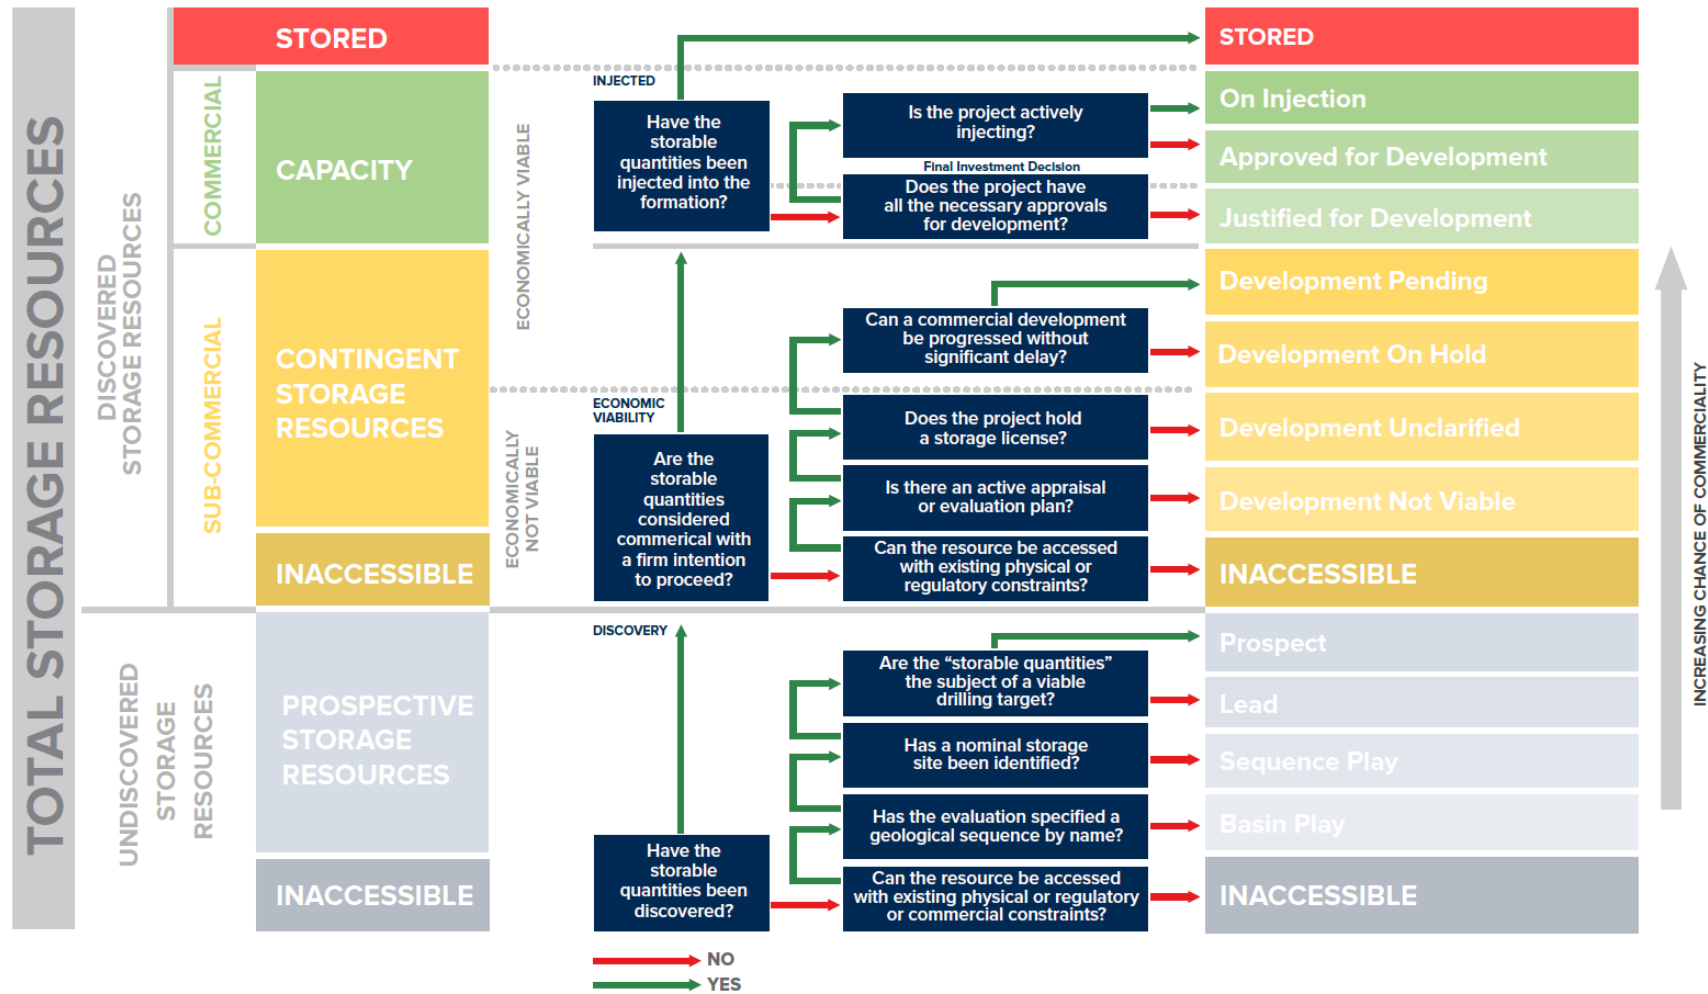 TOTAL STORAGE RESOURCES
DISCOVERED
STORAGE RESOURCES
UNDISCOVERED
STORAGE
RESOURCES
COMMERCIAL
SUB-COMMERCIAL
STORED
CAPACITY
CONTINGENT
STORAGE
RESOURCES
INACCESSIBLE
PROSPECTIVE
STORAGE
RESOURCES
INACCESSIBLE
ECONOMICALLY VIABLE
ECONOMICALLY
NOT VIABLE
INJECTED
Have the
storable
quantities been
injected into the
formation?
Is the project actively
injecting?
Final Investment Decision
Does the project have
all the necessary approvals
for development?
Can a commercial development
be progressed without
significant delay?
ECONOMIC
VIABILITY
Are the
storable
quantities
considered
commerical with
a firm intention
to proceed?
Does the project hold
a storage license?
Is there an active appraisal
or evaluation plan?
Can the resource be accessed
with existing physical or
regulatory constraints?
DISCOVERY
Are the “storable quantities”
the subject of a viable
drilling target?
Has a nominal storage
site been identified?
Has the evaluation specified a
geological sequence by name?
Have the
storable
quantities been
discovered?
Can the resource be accessed
with existing physical or regulatory
or commercial constraints?
NO
YES
STORED
On Injection
Approved for Development
Justified for Development
Development Pending
Development On Hold
Development Unclarified
Development Not Viable
INACCESSIBLE
Prospect
Lead
Sequence Play
Basin Play
INACCESSIBLE
INCREASING CHANCE OF COMMERCIALITY